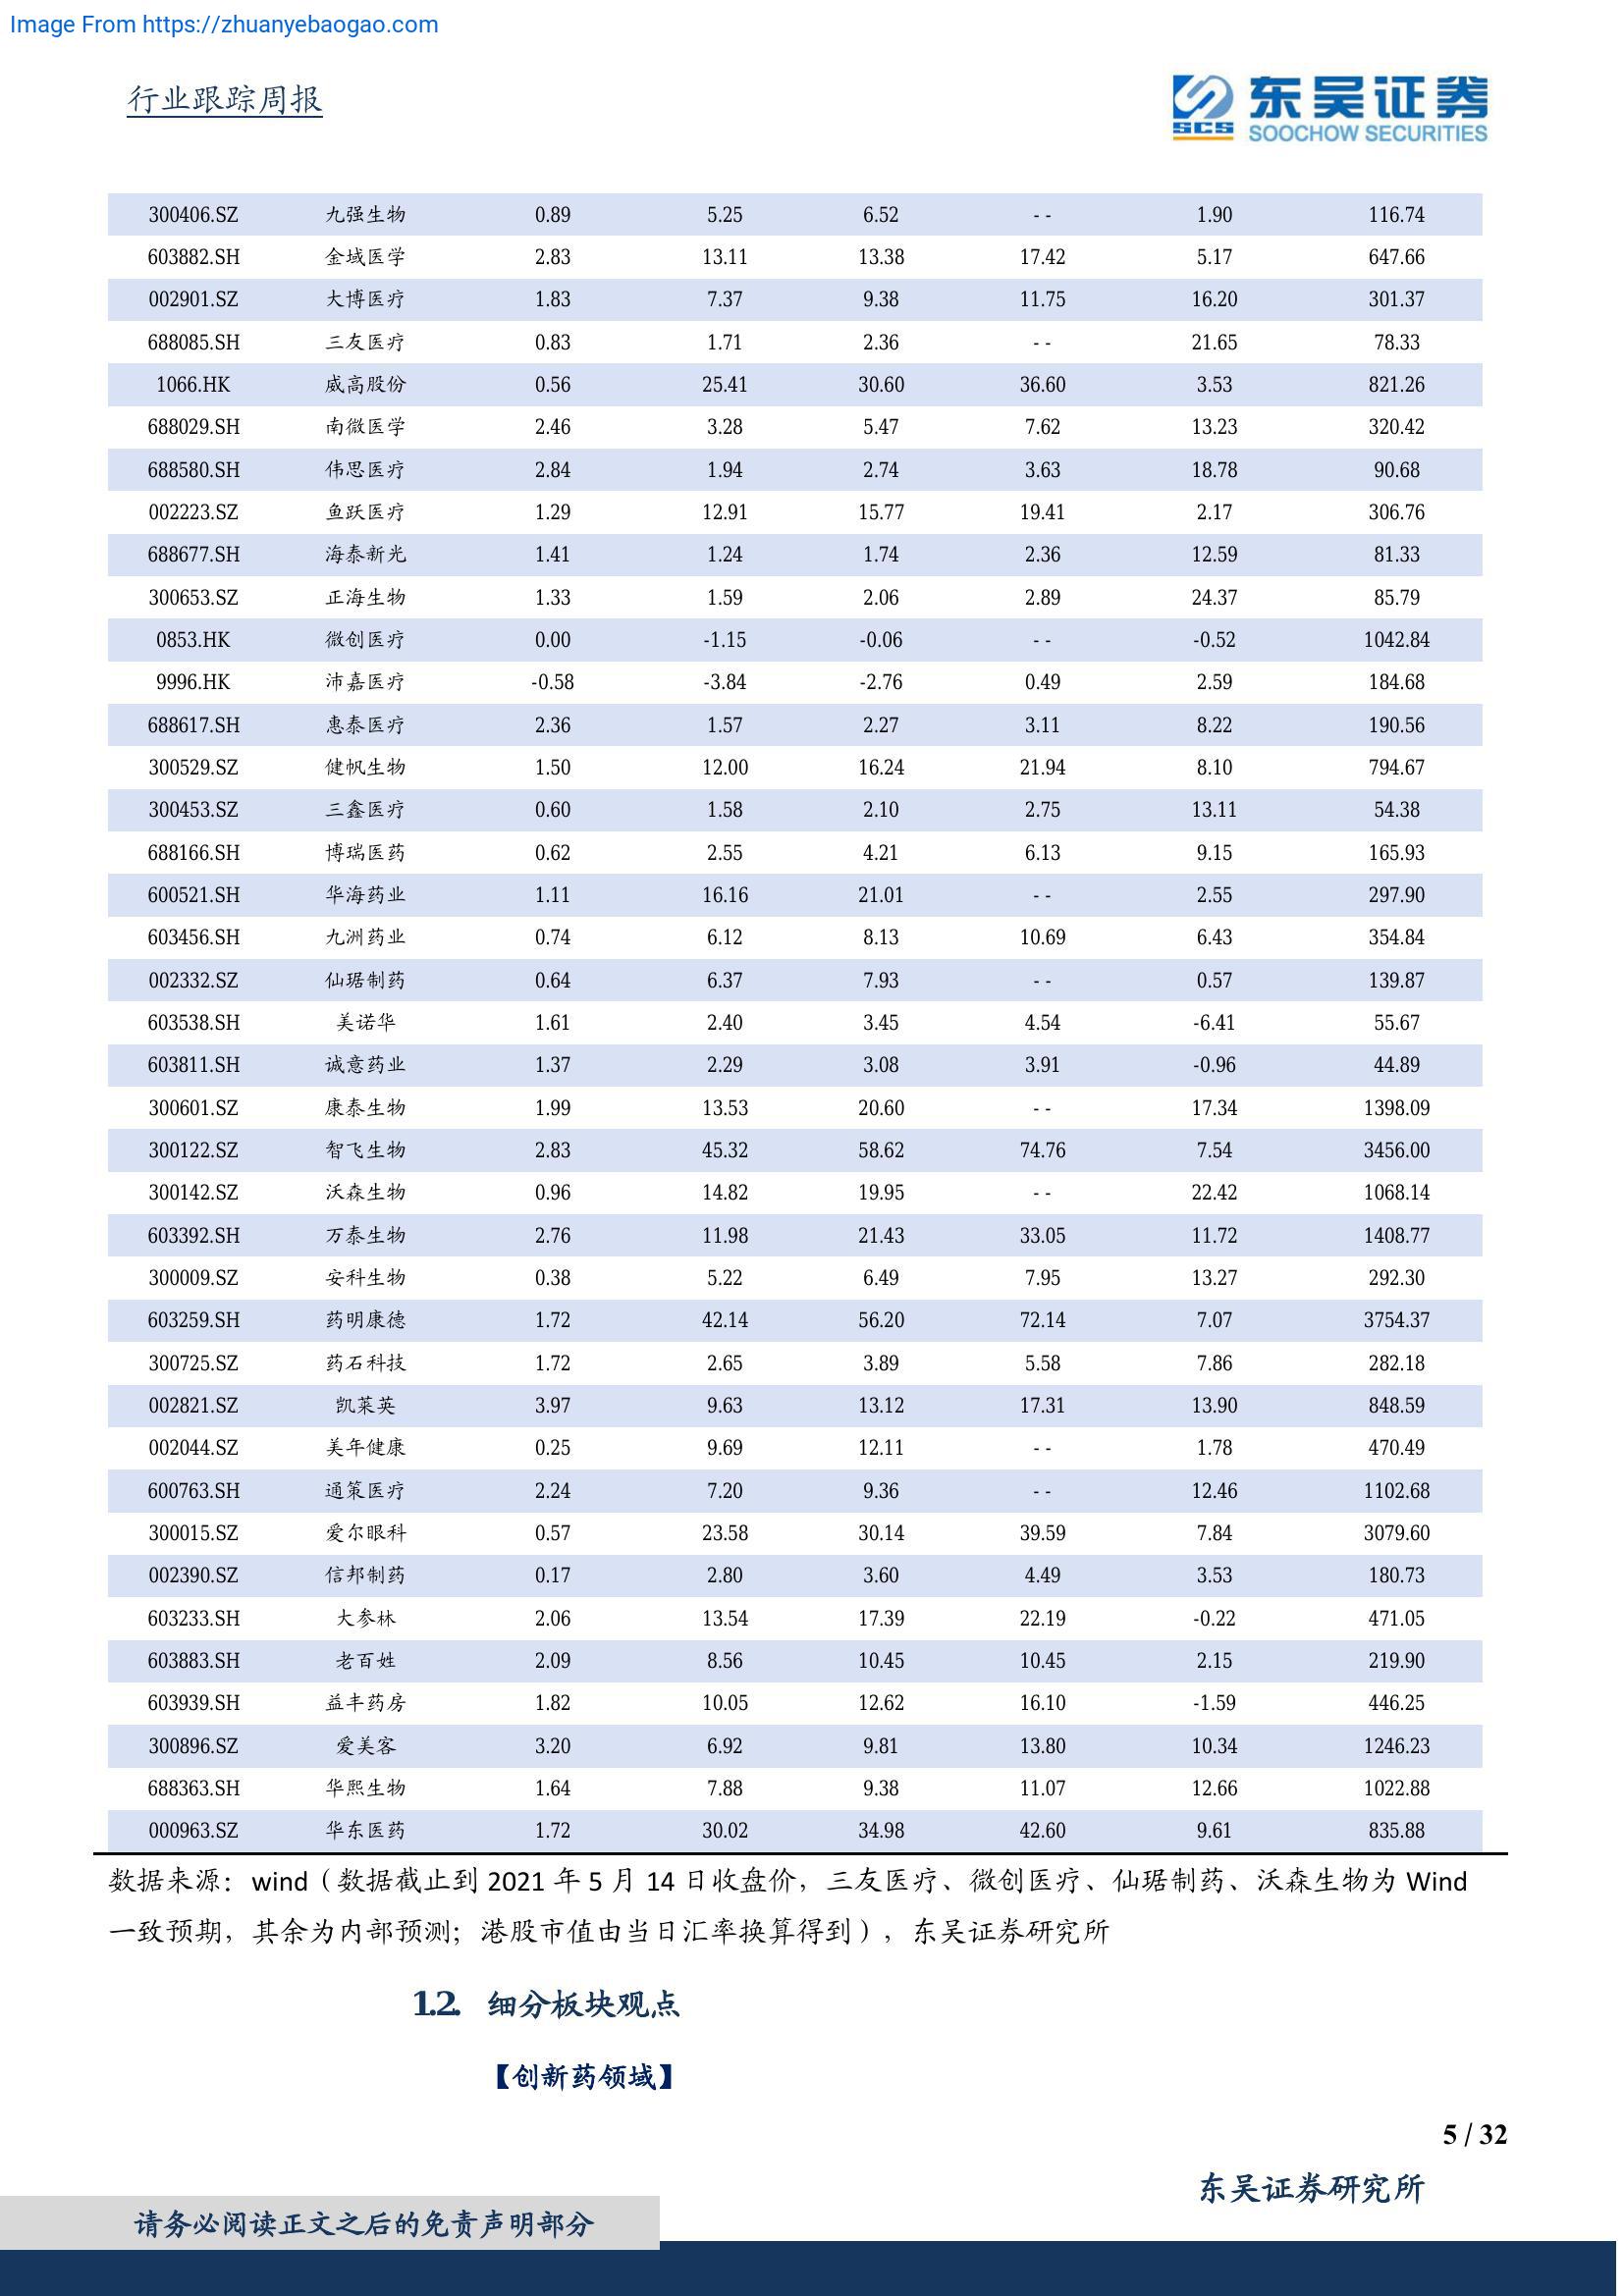 Image From https://zhuanyebaogao.com
行业跟踪周报
SCS 东吴证券
SOOCHOW SECURITIES
300406.SZ 九强生物 0.89 5.25 6.52 -- 1.90 116.74
603882.SH 金域医学 2.83 13.11 13.38 17.42 5.17 647.66
002901.SZ 大博医疗 1.83 7.37 9.38 11.75 16.20 301.37
688085.SH 三友医疗 0.83 1.71 2.36 -- 21.65 78.33
1066.HK 威高股份 0.56 25.41 30.60 36.60 3.53 821.26
688029.SH 南微医学 2.46 3.28 5.47 7.62 13.23 320.42
688580.SH 伟思医疗 2.84 1.94 2.74 3.63 18.78 90.68
002223.SZ 鱼跃医疗 1.29 12.91 15.77 19.41 2.17 306.76
688677.SH 海泰新光 1.41 1.24 1.74 2.36 12.59 81.33
300653.SZ 正海生物 1.33 1.59 2.06 2.89 24.37 85.79
0853.HK 微创医疗 0.00 -1.15 -0.06 -- -0.52 1042.84
9996.HK 沛嘉医疗 -0.58 -3.84 -2.76 0.49 2.59 184.68
688617.SH 惠泰医疗 2.36 1.57 2.27 3.11 8.22 190.56
300529.SZ 健帆生物 1.50 12.00 16.24 21.94 8.10 794.67
300453.SZ 三鑫医疗 0.60 1.58 2.10 2.75 13.11 54.38
688166.SH 博瑞医药 0.62 2.55 4.21 6.13 9.15 165.93
600521.SH 华海药业 1.11 16.16 21.01 -- 2.55 297.90
603456.SH 九洲药业 0.74 6.12 8.13 10.69 6.43 354.84
002332.SZ 仙琚制药 0.64 6.37 7.93 -- 0.57 139.87
603538.SH 美诺华 1.61 2.40 3.45 4.54 -6.41 55.67
603811.SH 诚意药业 1.37 2.29 3.08 3.91 -0.96 44.89
300601.SZ 康泰生物 1.99 13.53 20.60 -- 17.34 1398.09
300122.SZ 智飞生物 2.83 45.32 58.62 74.76 7.54 3456.00
300142.SZ 沃森生物 0.96 14.82 19.95 -- 22.42 1068.14
603392.SH 万泰生物 2.76 11.98 21.43 33.05 11.72 1408.77
300009.SZ 安科生物 0.38 5.22 6.49 7.95 13.27 292.30
603259.SH 药明康德 1.72 42.14 56.20 72.14 7.07 3754.37
300725.SZ 药石科技 1.72 2.65 3.89 5.58 7.86 282.18
002821.SZ 凯莱英 3.97 9.63 13.12 17.31 13.90 848.59
002044.SZ 美年健康 0.25 9.69 12.11 -- 1.78 470.49
600763.SH 通策医疗 2.24 7.20 9.36 -- 12.46 1102.68
300015.SZ 爱尔眼科 0.57 23.58 30.14 39.59 7.84 3079.60
002390.SZ 信邦制药 0.17 2.80 3.60 4.49 3.53 180.73
603233.SH 大参林 2.06 13.54 17.39 22.19 -0.22 471.05
603883.SH 老百姓 2.09 8.56 10.45 10.45 2.15 219.90
603939.SH 益丰药房 1.82 10.05 12.62 16.10 -1.59 446.25
300896.SZ 爱美客 3.20 6.92 9.81 13.80 10.34 1246.23
688363.SH 华熙生物 1.64 7.88 9.38 11.07 12.66 1022.88
000963.SZ 华东医药 1.72 30.02 34.98 42.60 9.61 835.88
数据来源：wind（数据截止到 2021 年 5 月 14 日收盘价，三友医疗、微创医疗、仙琚制药、沃森生物为 Wind
一致预期，其余为内部预测；港股市值由当日汇率换算得到），东吴证券研究所
1.2. 细分板块观点
【创新药领域】
5 / 32
东吴证券研究所
请务必阅读正文之后的免责声明部分